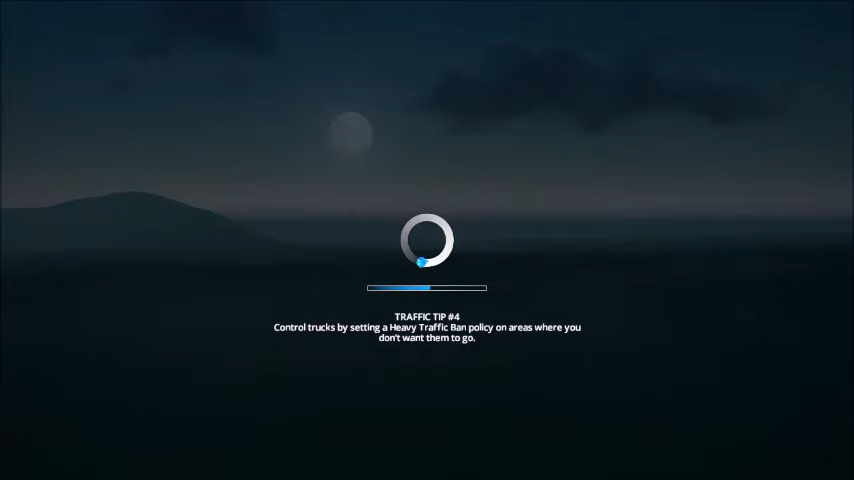 TRAFFIC TIP #4
Control trucks by setting a Heavy Traffic Ban policy on areas where you
don't want them to go.